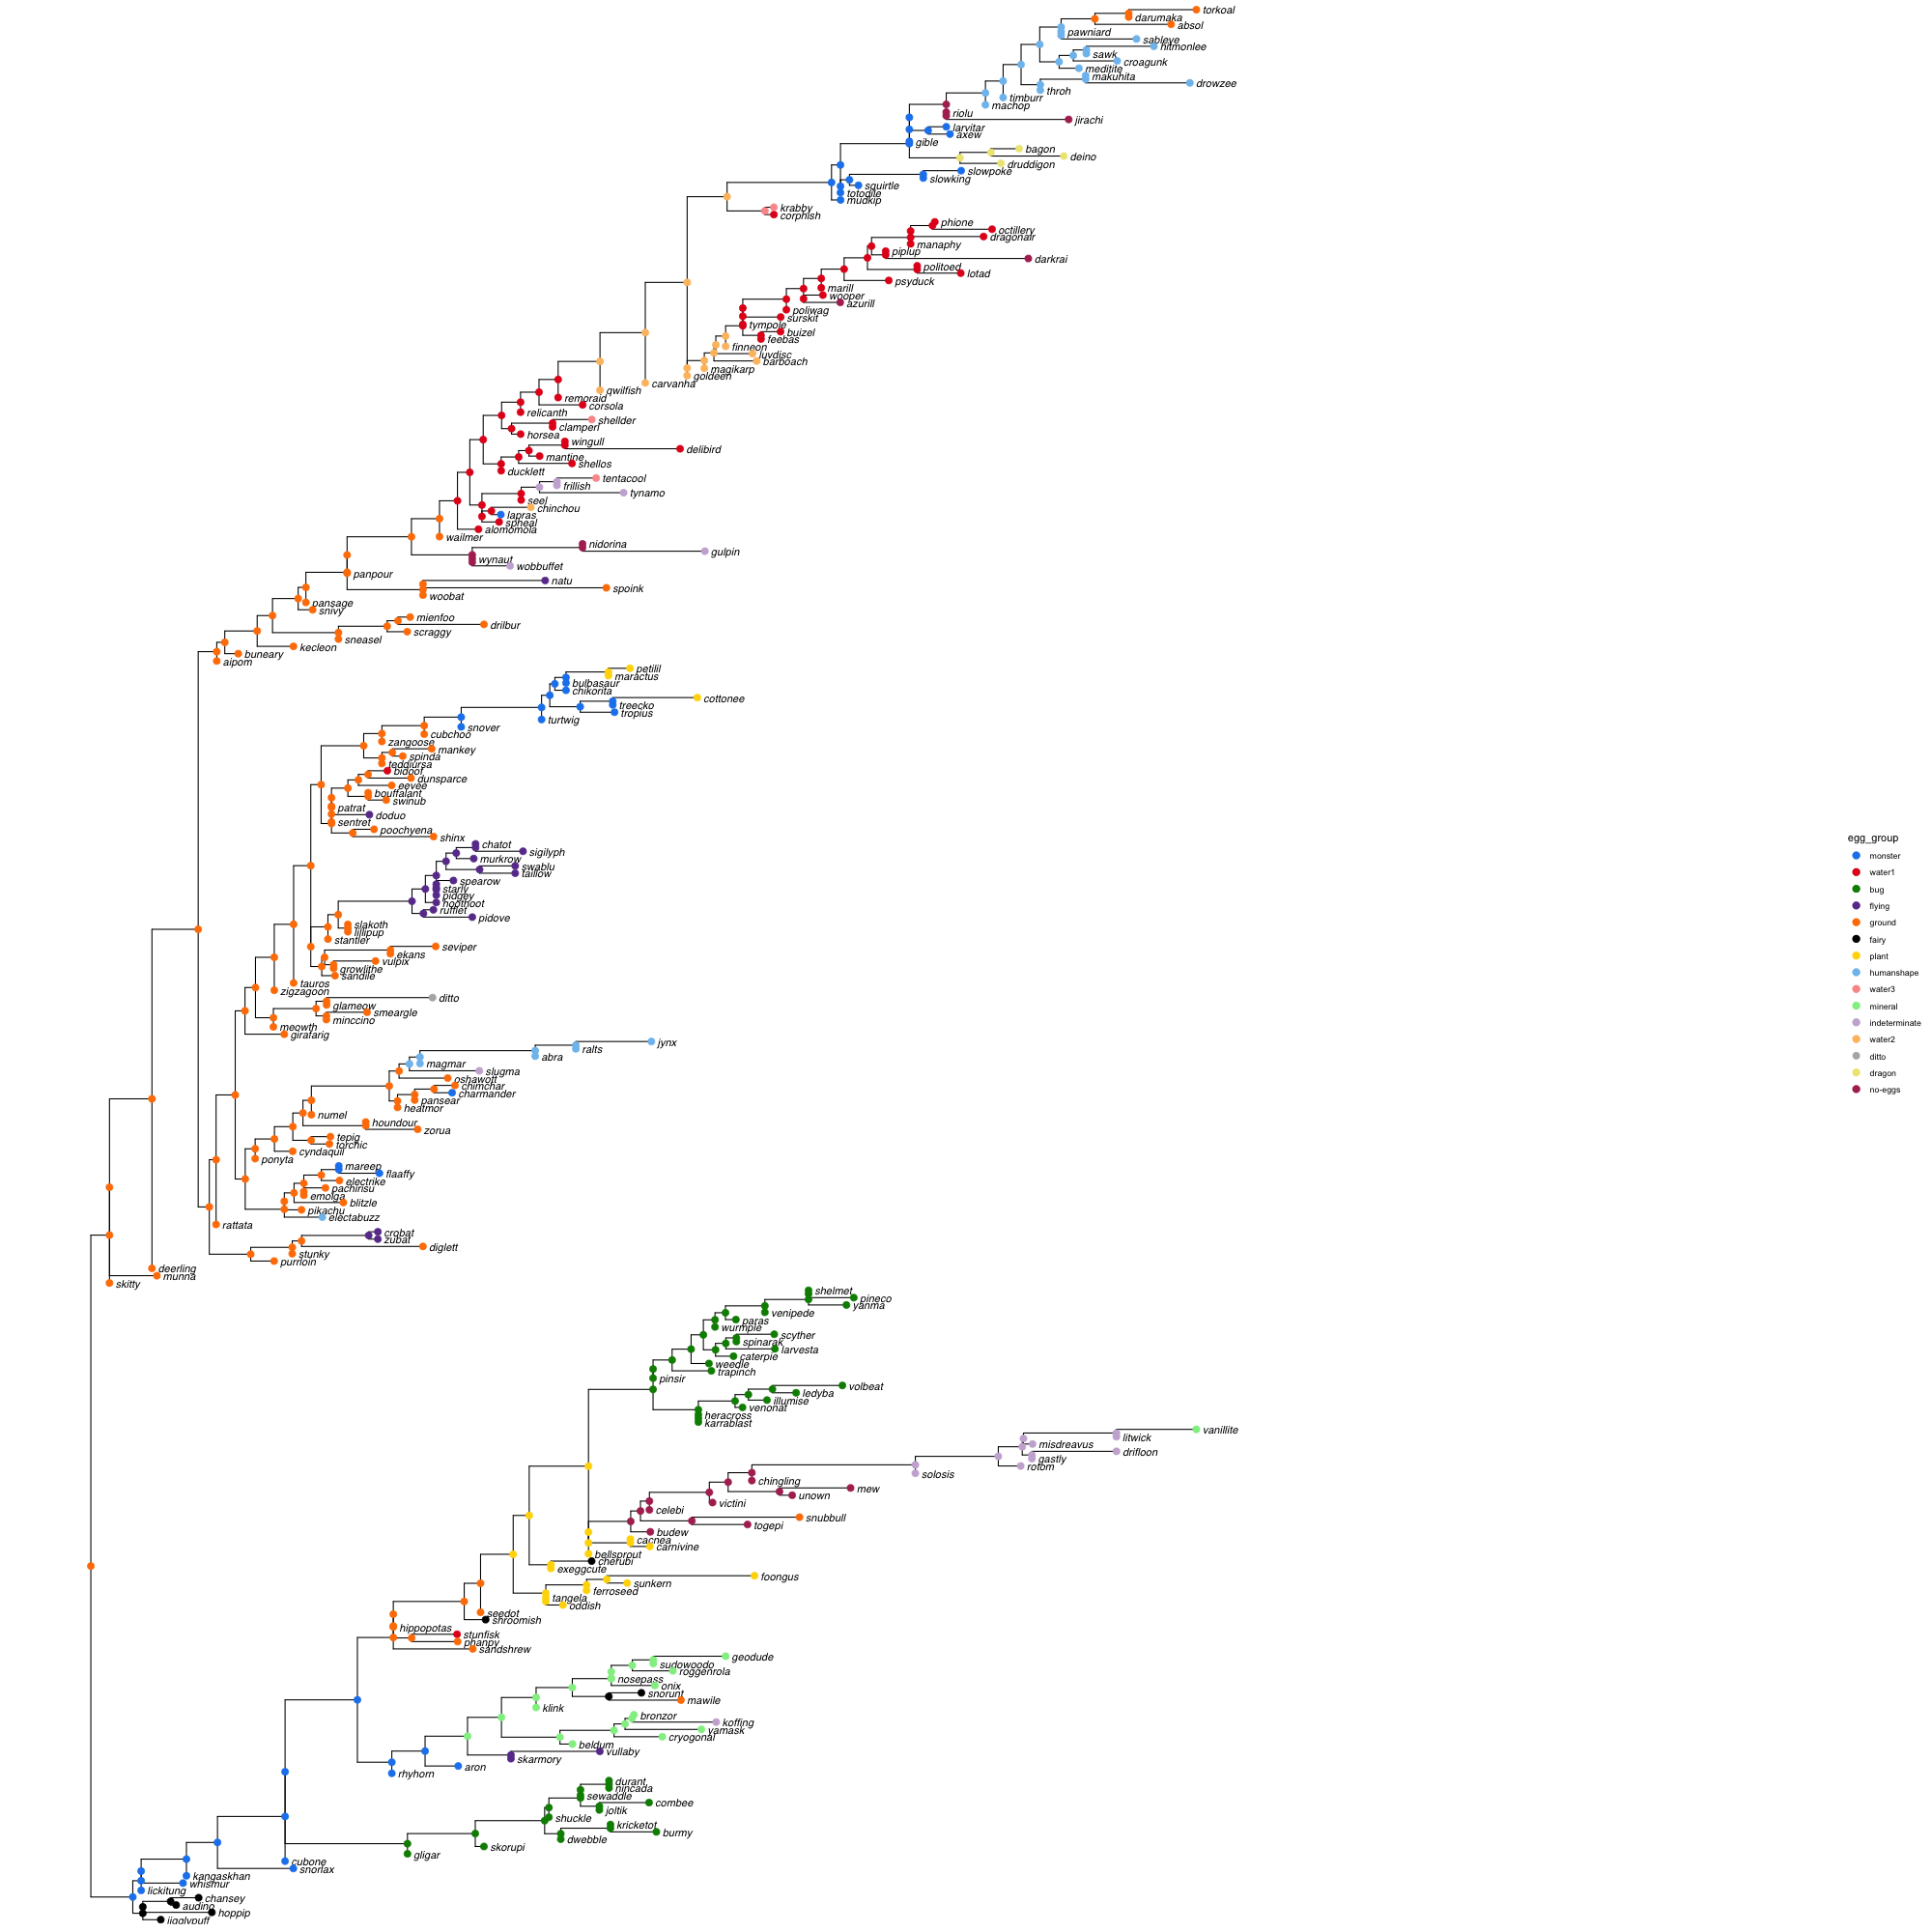 torkoal
darumaka
absol
pawniard
sableye
hitmonlee
sawk
croagunk
meditite
makuhita
drowzee
throh
timburr
machop
riolu
jirachi
larvitar
axew
gible
bagon
deino
druddigon
slowpoke
slowking
squirtle
totodile
mudkip
krabby
corphish
phione
octillery
dragonair
manaphy
piplup
darkrai
politoed
lotad
psyduck
marill
wooper
azurill
poliwag
surskit
tympole
buizel
feebas
finneon
luvdisc
barboach
magikarp
goldeen
carvanha
qwilfish
remoraid
corsola
relicanth
shellder
clamperl
horsea
wingull
delibird
mantine
shellos
ducklett
tentacool
frillish
tynamo
seel
chinchou
lapras
spheal
alomomola
wailmer
nidorina
gulpin
wynaut
wobbuffet
panpour
natu
spoink
woobat
pansage
snivy
mienfoo
drilbur
scraggy
sneasel
kecleon
buneary
aipom
petilil
maractus
bulbasaur
chikorita
cottonee
treecko
tropius
turtwig
snover
cubchoo
zangoose
mankey
spinda
teddiursa
bidoof
dunsparce
eevee
bouffalant
swinub
patrat
doduo
sentret
poochyena
shinx
chatot
sigilyph
murkrow
swablu
taillow
spearow
starly
pidgey
hoothoot
rufflet
pidove
slakoth
lillipup
stantler
seviper
ekans
vulpix
growlithe
sandile
tauros
zigzagoon
ditto
glameow
smeargle
minccino
meowth
girafarig
jynx
ralts
abra
magmar
slugma
oshawott
chimchar
charmander
pansear
heatmor
numel
houndour
zorua
tepig
torchic
cyndaquil
ponyta
mareep
flaaffy
electrike
pachirisu
emolga
blitzle
pikachu
electabuzz
rattata
crobat
zubat
diglett
stunky
purrloin
deerling
munna
skitty
shelmet
pineco
yanma
venipede
paras
wurmple
scyther
spinarak
larvesta
caterpie
weedle
trapinch
pinsir
volbeat
ledyba
illumise
venonat
heracross
karrablast
vanillite
litwick
misdreavus
drifloon
gastly
rotom
solosis
chingling
mew
unown
victini
celebi
snubbull
togepi
budew
cacnea
carnivine
bellsprout
cherubi
exeggcute
foongus
sunkern
ferroseed
tangela
oddish
seedot
shroomish
hippopotas
stunfisk
phanpy
sandshrew
geodude
sudowoodo
roggenrola
nosepass
onix
snorunt
mawile
klink
bronzor
koffing
yamask
cryogonal
beldum
vullaby
skarmory
aron
rhyhorn
durant
nincada
sewaddle
combee
joltik
shuckle
kricketot
burmy
dwebble
skorupi
gligar
cubone
snorlax
kangaskhan
whismur
lickitung
chansey
audino
hoppip
jigglypuff
egg_group
monster
water1
bug
flying
ground
fairy
plant
humanshape
water3
mineral
indeterminate
water2
ditto
dragon
no-eggs